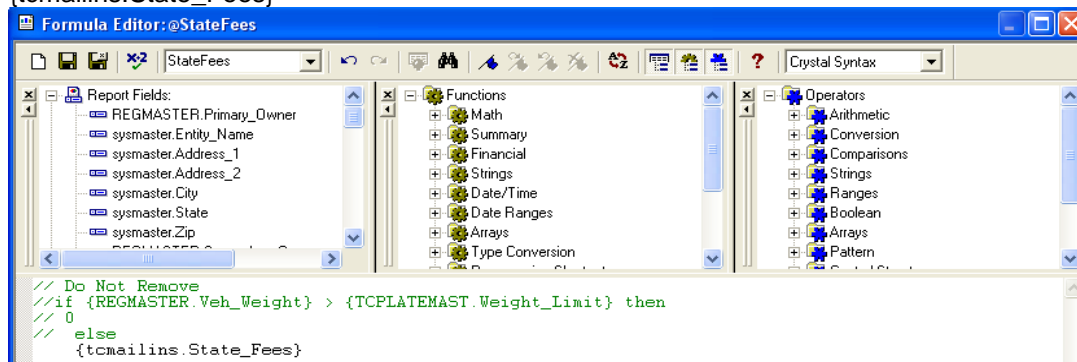 {tcmailins.State_Fees}
Formula Editor:@StateFees
x·2 StateFees
? Crystal Syntax
Report Fields:
REGMASTER.Primary_Owner
sysmaster.Entity_Name
sysmaster.Address_1
sysmaster.Address_2
sysmaster.City
sysmaster.State
sysmaster.Zip
Functions
Math
Summary
Financial
Strings
Date/Time
Date Ranges
Arrays
Type Conversion
Operators
Arithmetic
Conversion
Comparisons
Strings
Ranges
Boolean
Arrays
Pattern
// Do Not Remove
//if {REGMASTER.Veh_Weight} > {TCPLATEMAST.Weight_Limit} then
// 0
// else
{tcmailins.State_Fees}